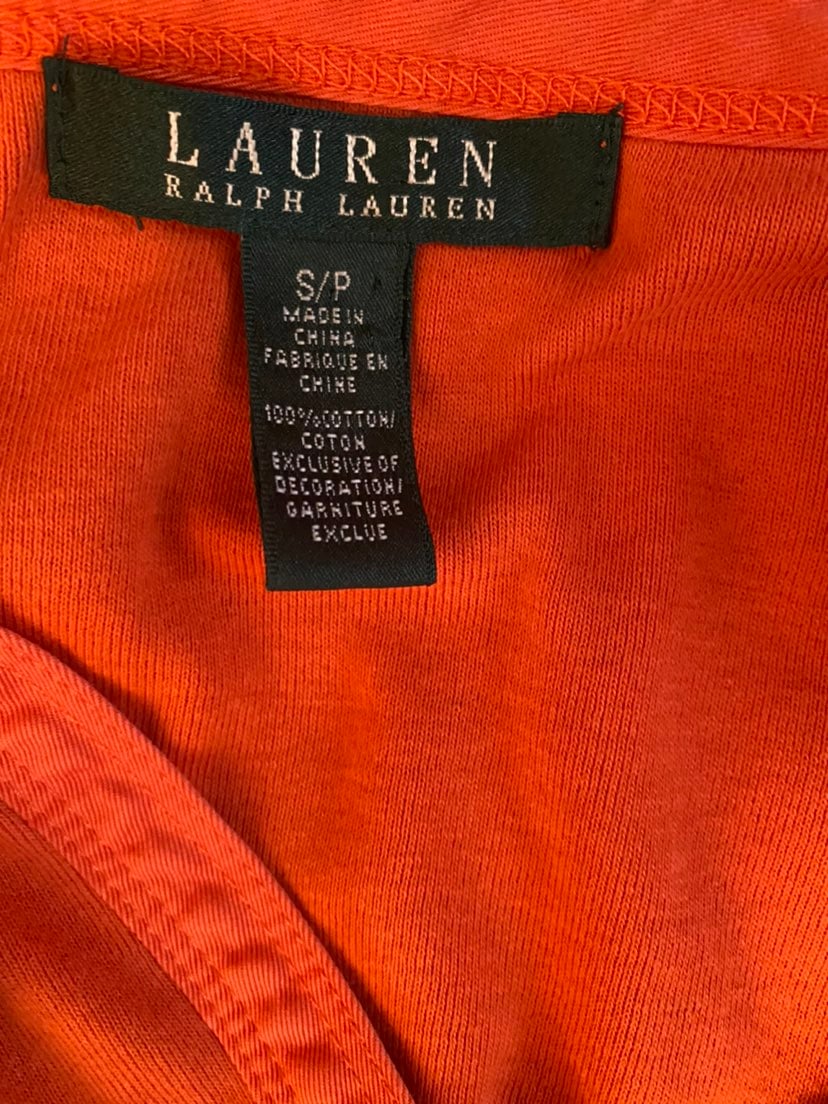 LAUREN
RALPH LAUREN
S/P
MADE IN
CHINA
FABRIQUE EN
CHINE
100%COTTON/
COTON
EXCLUSIVE OF
DECORATION/
GARNITURE
EXCLUE